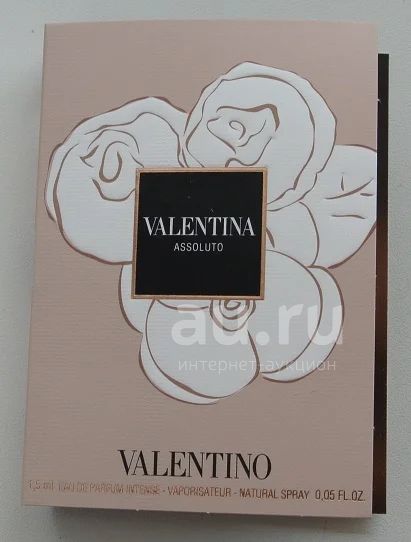 VALENTINA
ASSOLUTO
au.ru
интернет-аукцион
VALENTINO
1,5 ml EAU DE PARFUM INTENSE - VAPORISATEUR - NATURAL SPRAY 0,05 FL.OZ.